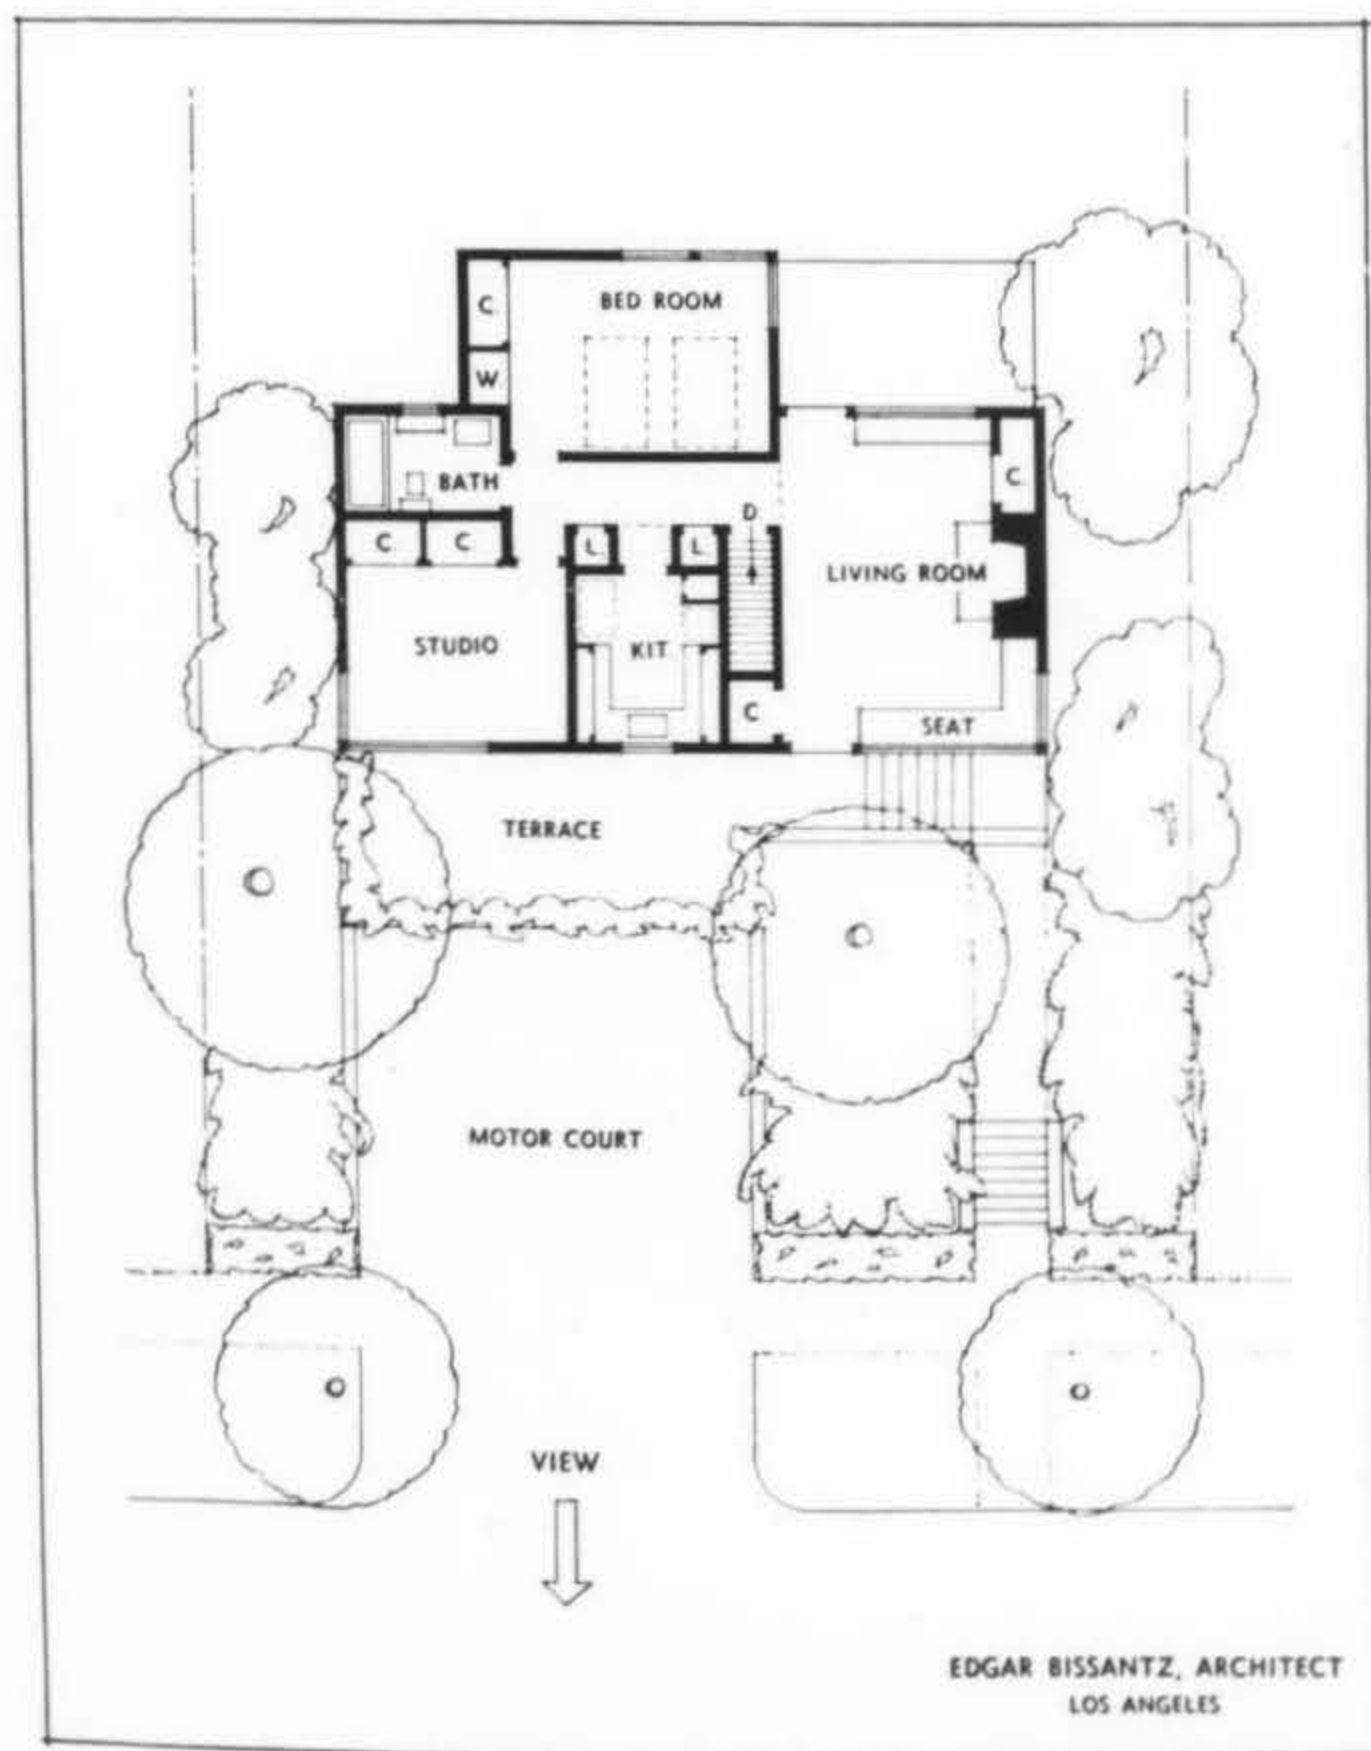 BED ROOM
C.
W.
BATH
C.
D.
C.
C.
L.
L.
LIVING ROOM
STUDIO
KIT
C
SEAT
TERRACE
MOTOR COURT
VIEW
EDGAR BISSANTZ, ARCHITECT
LOS ANGELES